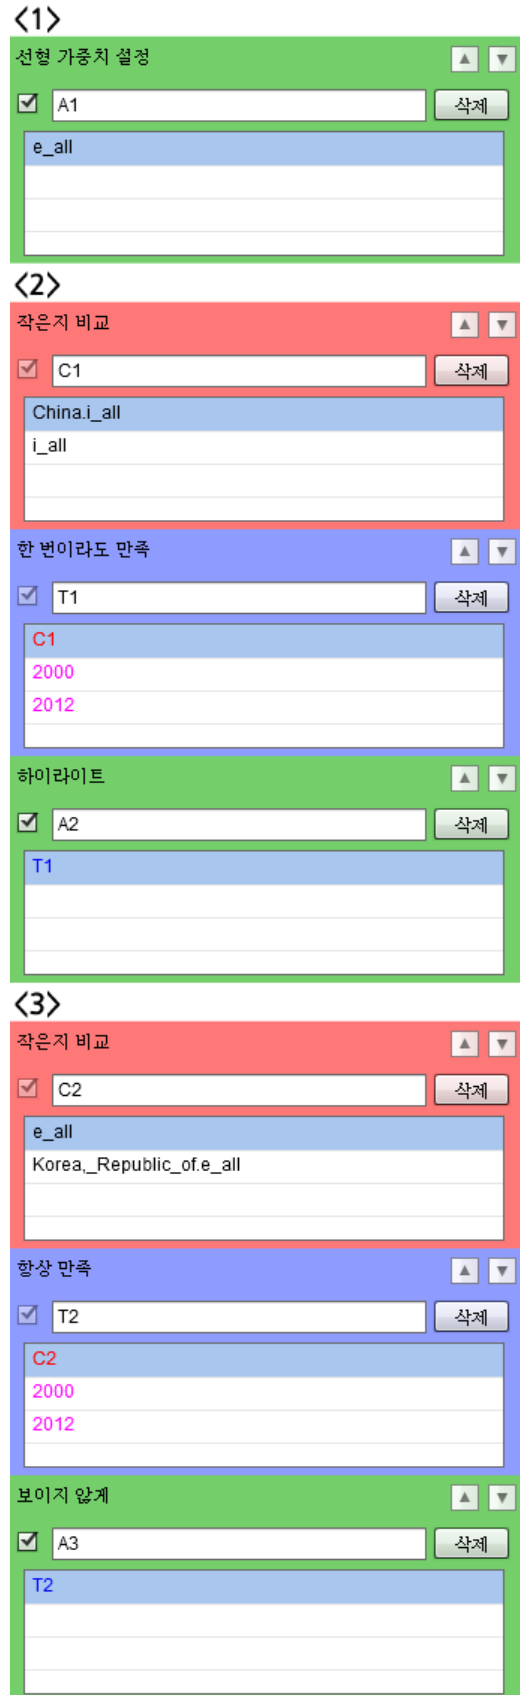 <1>
선형 가중치 설정
▲ ▼
A1 삭제
e_all
<2>
작은지 비교
▲ ▼
C1 삭제
China.i_all
i_all
한 번이라도 만족
▲ ▼
T1 삭제
C1
2000
2012
하이라이트
▲ ▼
A2 삭제
T1
<3>
작은지 비교
▲ ▼
C2 삭제
e_all
Korea,_Republic_of.e_all
항상 만족
▲ ▼
T2 삭제
C2
2000
2012
보이지 않게
▲ ▼
A3 삭제
T2